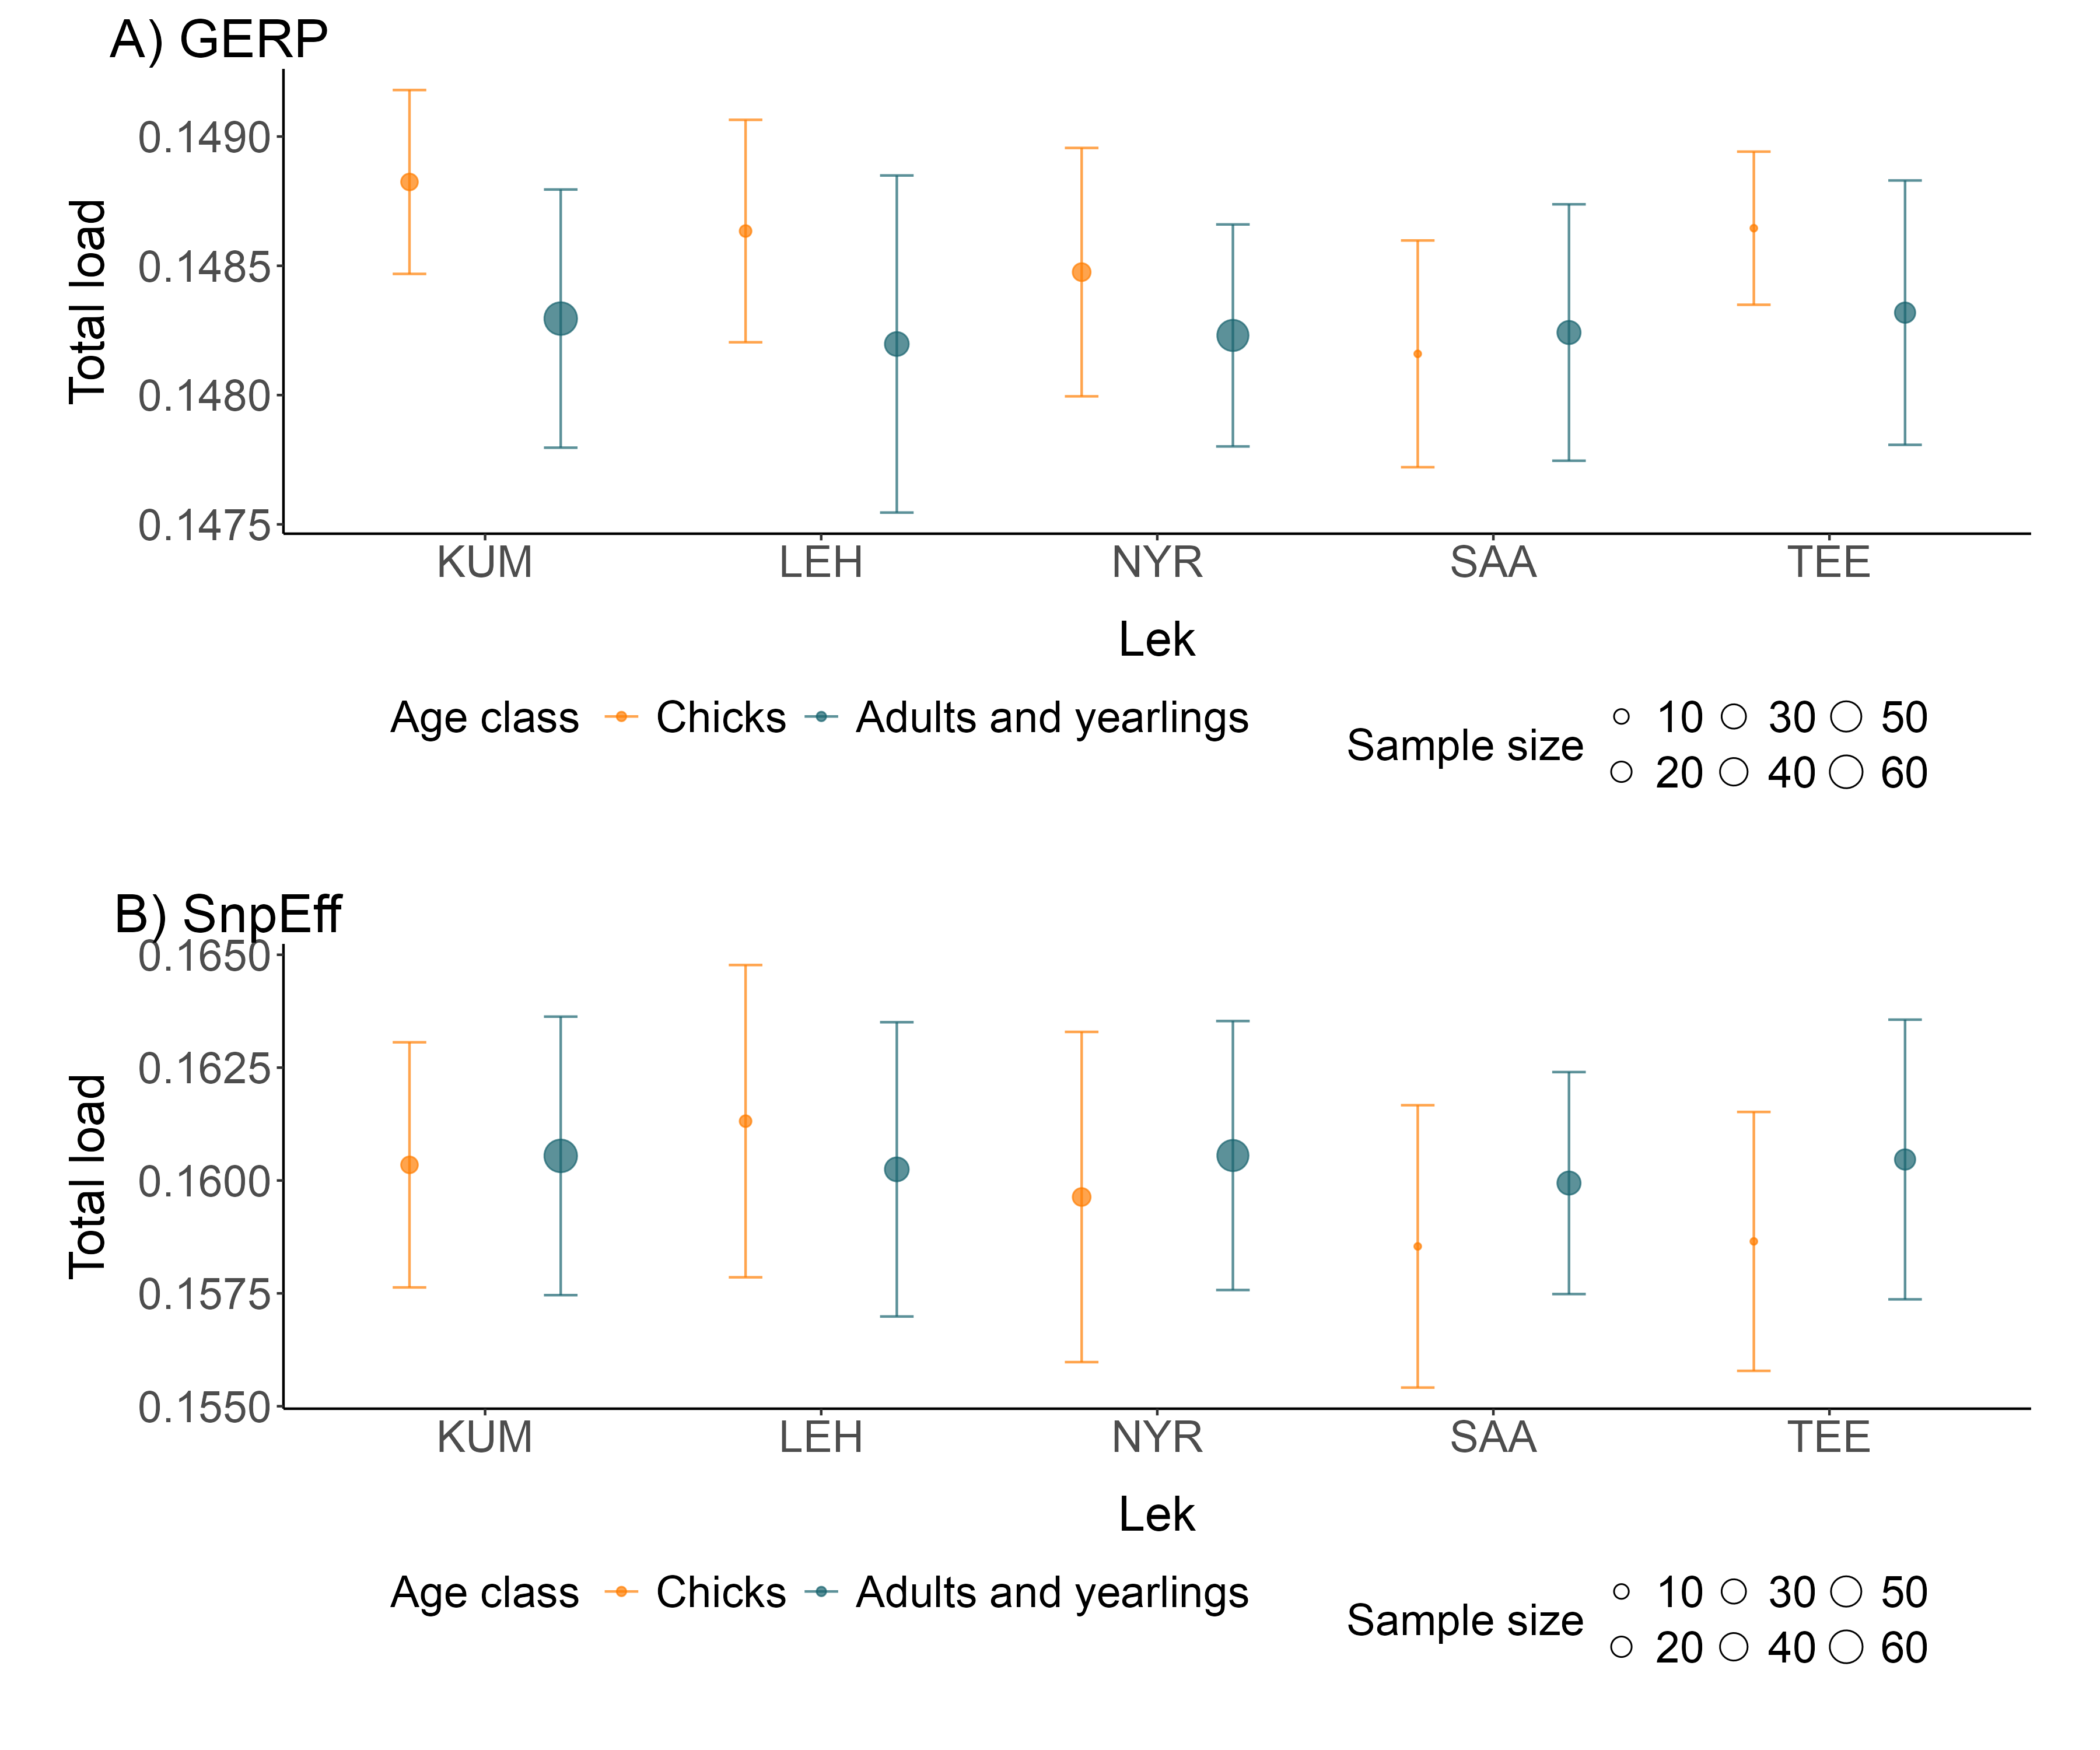 A) GERP
Total load
0.1490
0.1485
0.1480
0.1475
KUM LEH NYR SAA TEE
Lek
Age class Chicks Adults and yearlings
Sample size 10 30 50
20 40 60
B) SnpEff
Total load
0.1650
0.1625
0.1600
0.1575
0.1550
KUM LEH NYR SAA TEE
Lek
Age class Chicks Adults and yearlings
Sample size 10 30 50
20 40 60